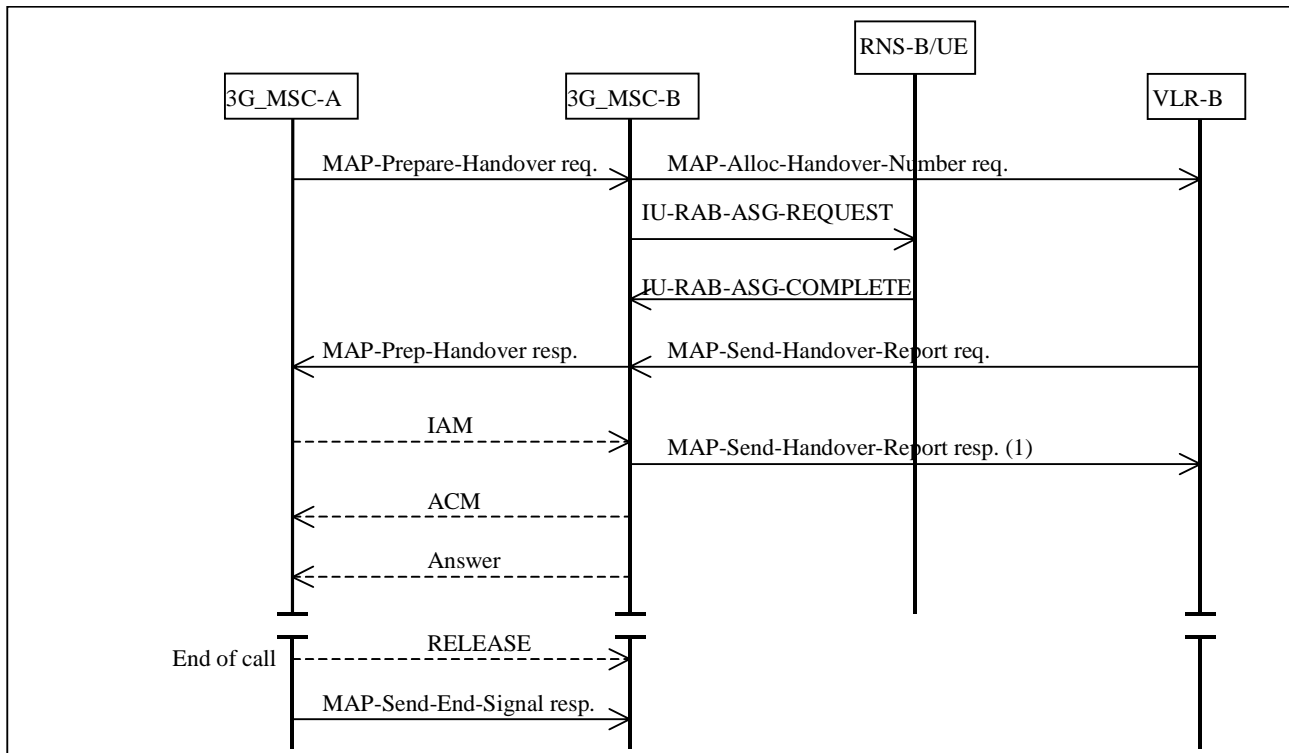 RNS-B/UE
3G_MSC-A
3G_MSC-B
VLR-B
MAP-Prepare-Handover req.
MAP-Alloc-Handover-Number req.
IU-RAB-ASG-REQUEST
IU-RAB-ASG-COMPLETE
MAP-Prep-Handover resp.
MAP-Send-Handover-Report req.
IAM
MAP-Send-Handover-Report resp. (1)
ACM
Answer
RELEASE
End of call
MAP-Send-End-Signal resp.